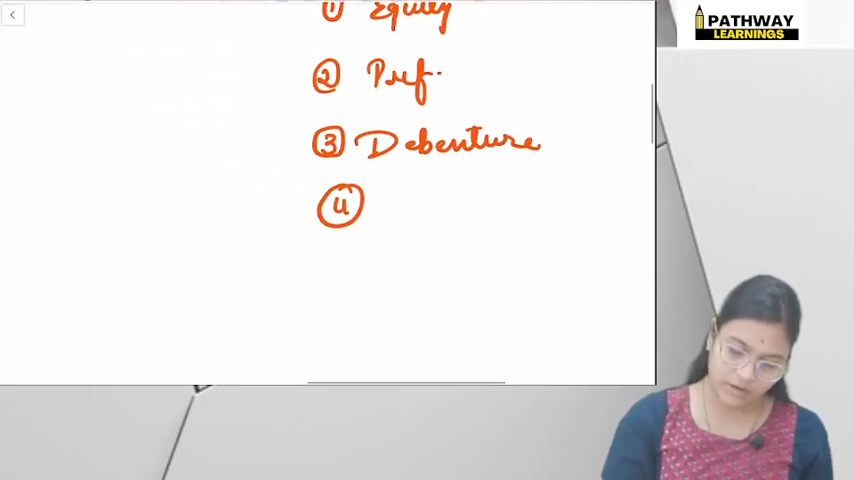 ① Equity
② Pref.
③ Debenture
④
PATHWAY
LEARNINGS